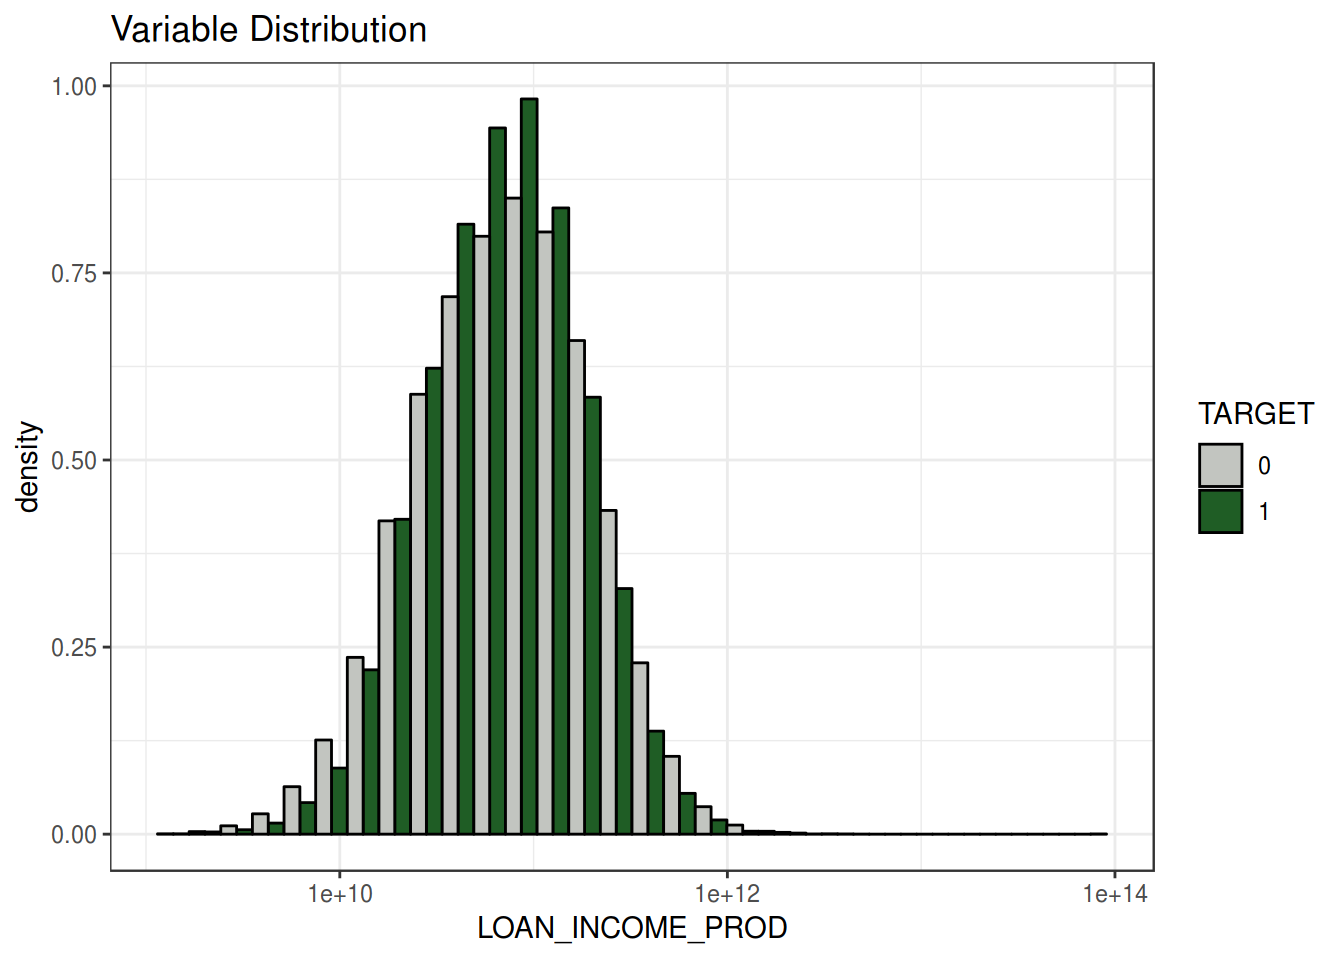 Variable Distribution
1.00
0.75
0.50
0.25
0.00
density
1e+10
1e+12
1e+14
LOAN_INCOME_PROD
TARGET
0
1